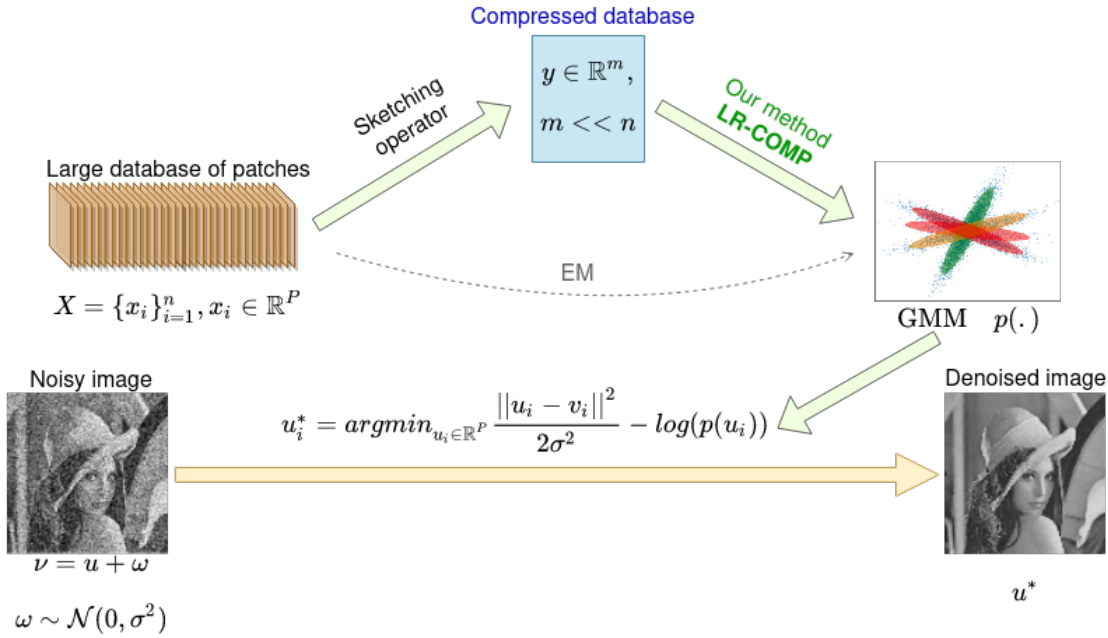 Compressed database
y ∈ ℝ^m,
m << n
Sketching
operator
Our method
LR-COMP
Large database of patches
EM
X = {x_i}_{i=1}^n, x_i ∈ ℝ^P
GMM p(.)
Noisy image
Denoised image
u_i^* = argmin_{u_i∈ℝ^P} \frac{||u_i − v_i||^2}{2σ^2} − log(p(u_i))
ν = u + ω
ω ∼ 𝒩(0, σ^2)
u^*